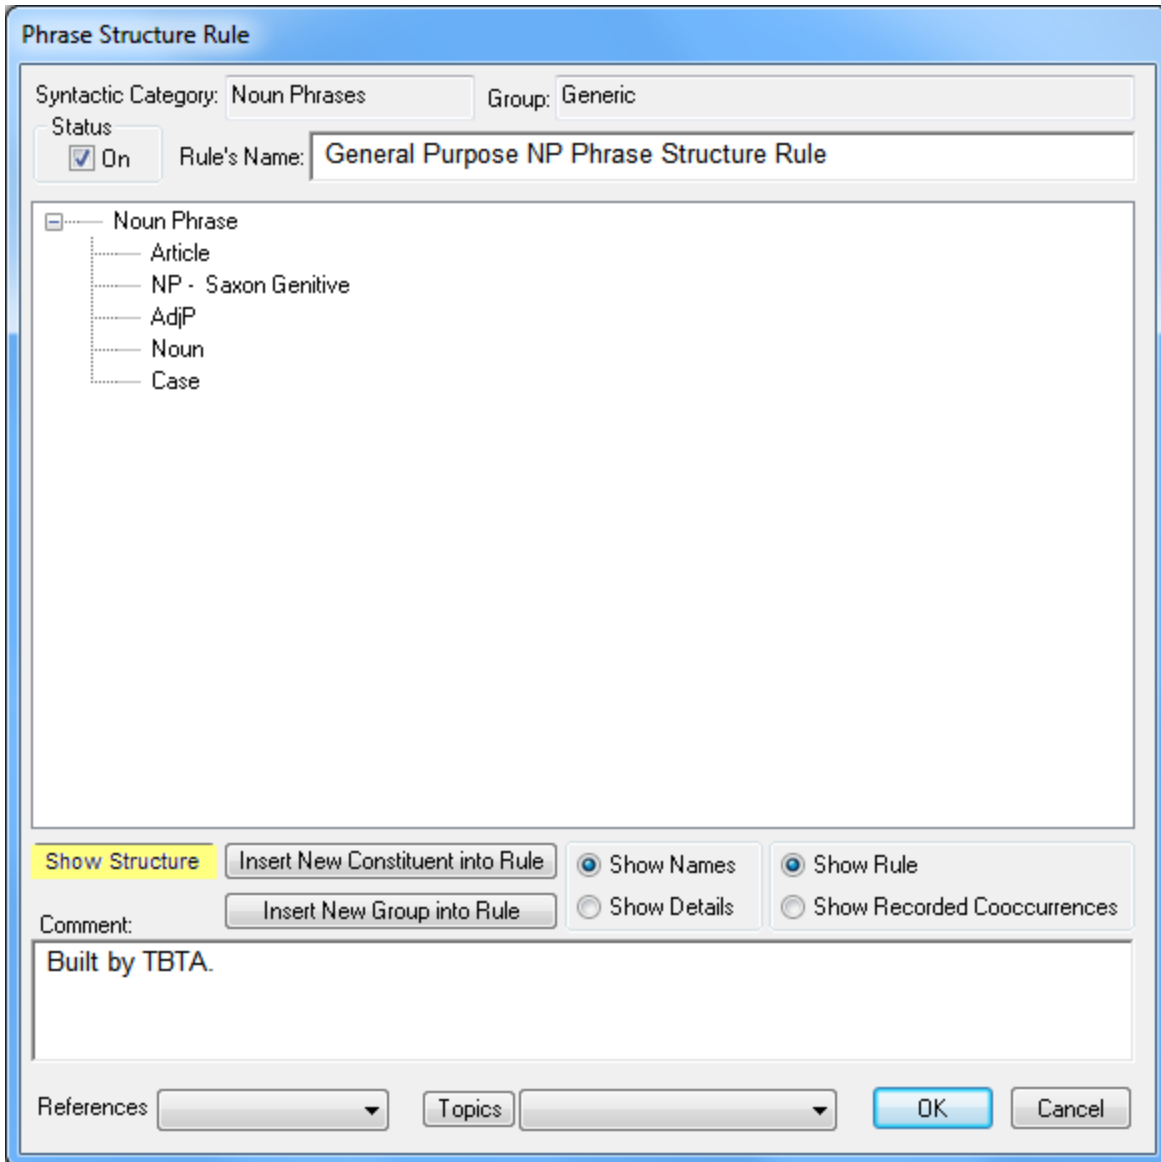 Phrase Structure Rule
Syntactic Category: Noun Phrases Group: Generic
Status
On Rule's Name: General Purpose NP Phrase Structure Rule
Noun Phrase
Article
NP - Saxon Genitive
AdjP
Noun
Case
Show Structure Insert New Constituent into Rule Show Names Show Rule
Insert New Group into Rule Show Details Show Recorded Cooccurrences
Comment:
Built by TBTA.
References Topics OK Cancel